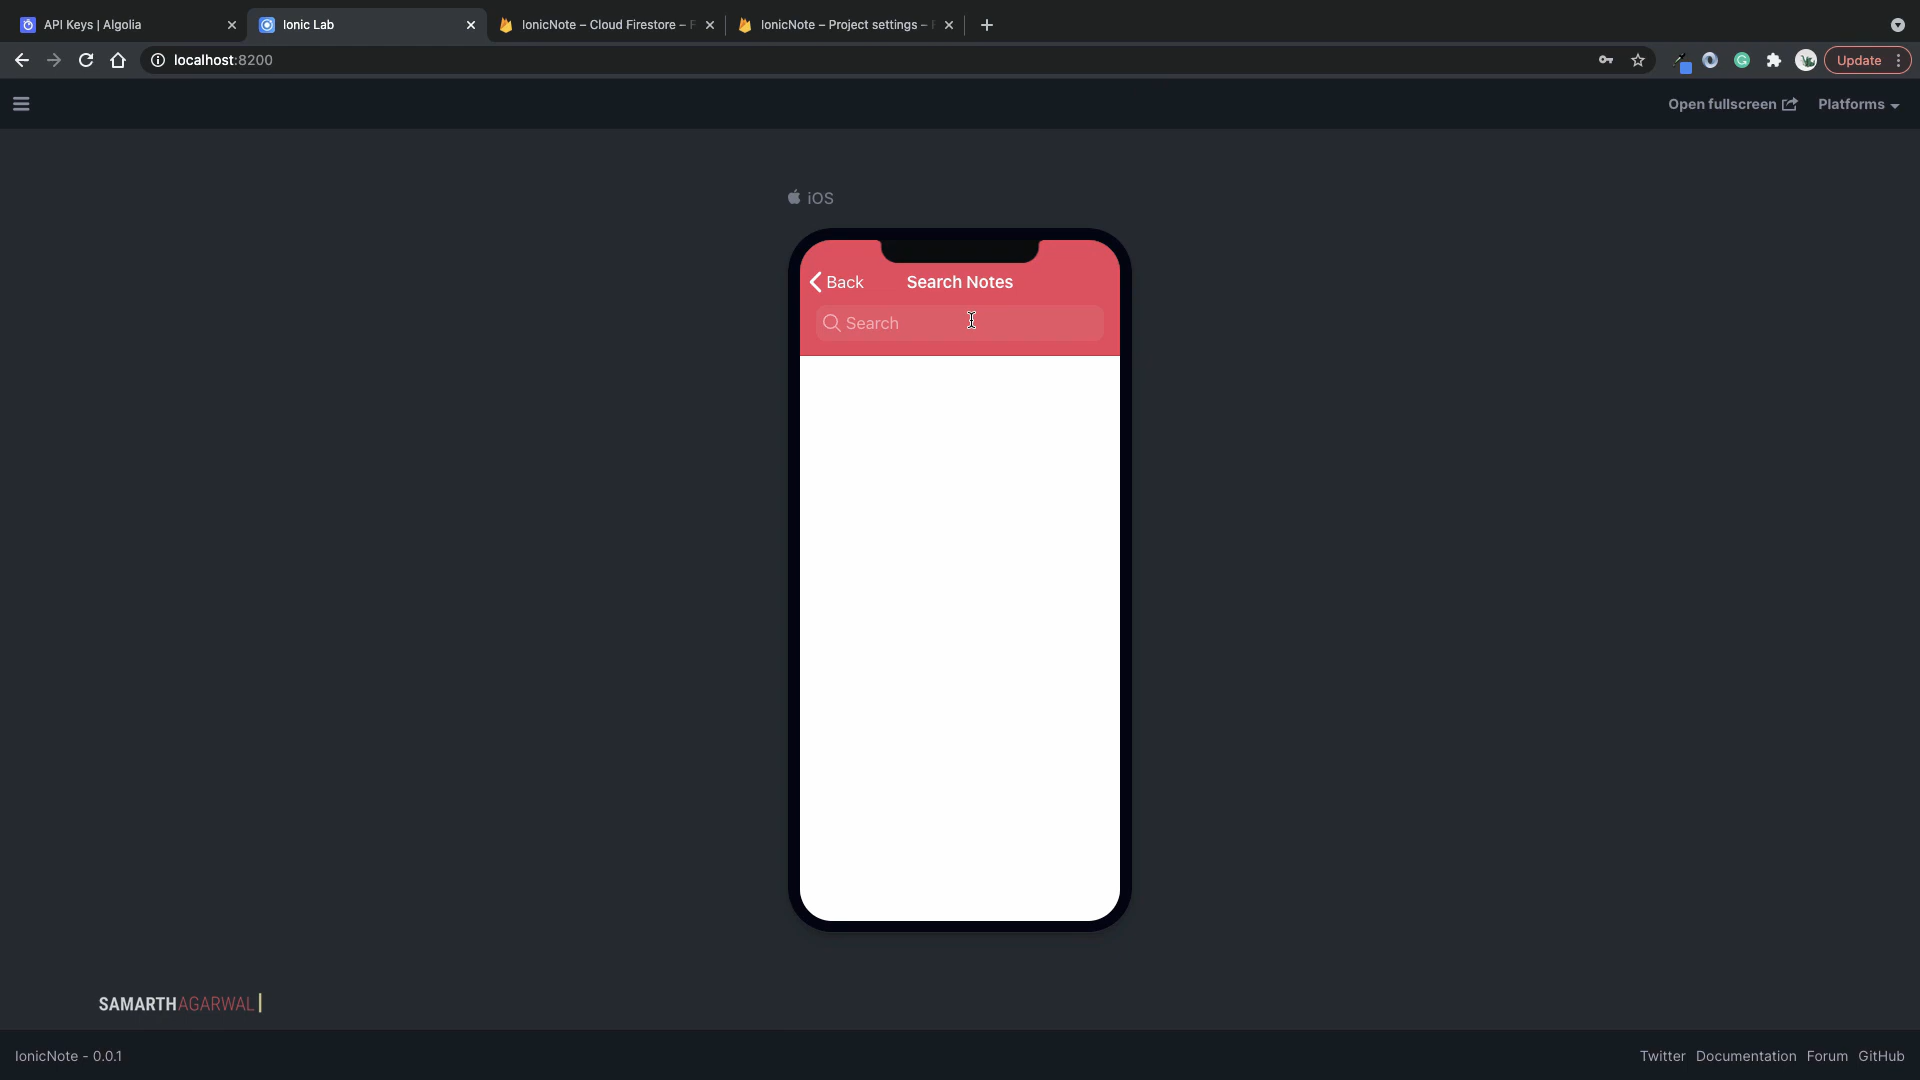 API Keys | Algolia
Ionic Lab
IonicNote – Cloud Firestore – F
IonicNote – Project settings –
localhost:8200
Update
Open fullscreen
Platforms
iOS
Back
Search Notes
Search
SAMARTHAGARWAL
IonicNote - 0.0.1
Twitter Documentation Forum GitHub